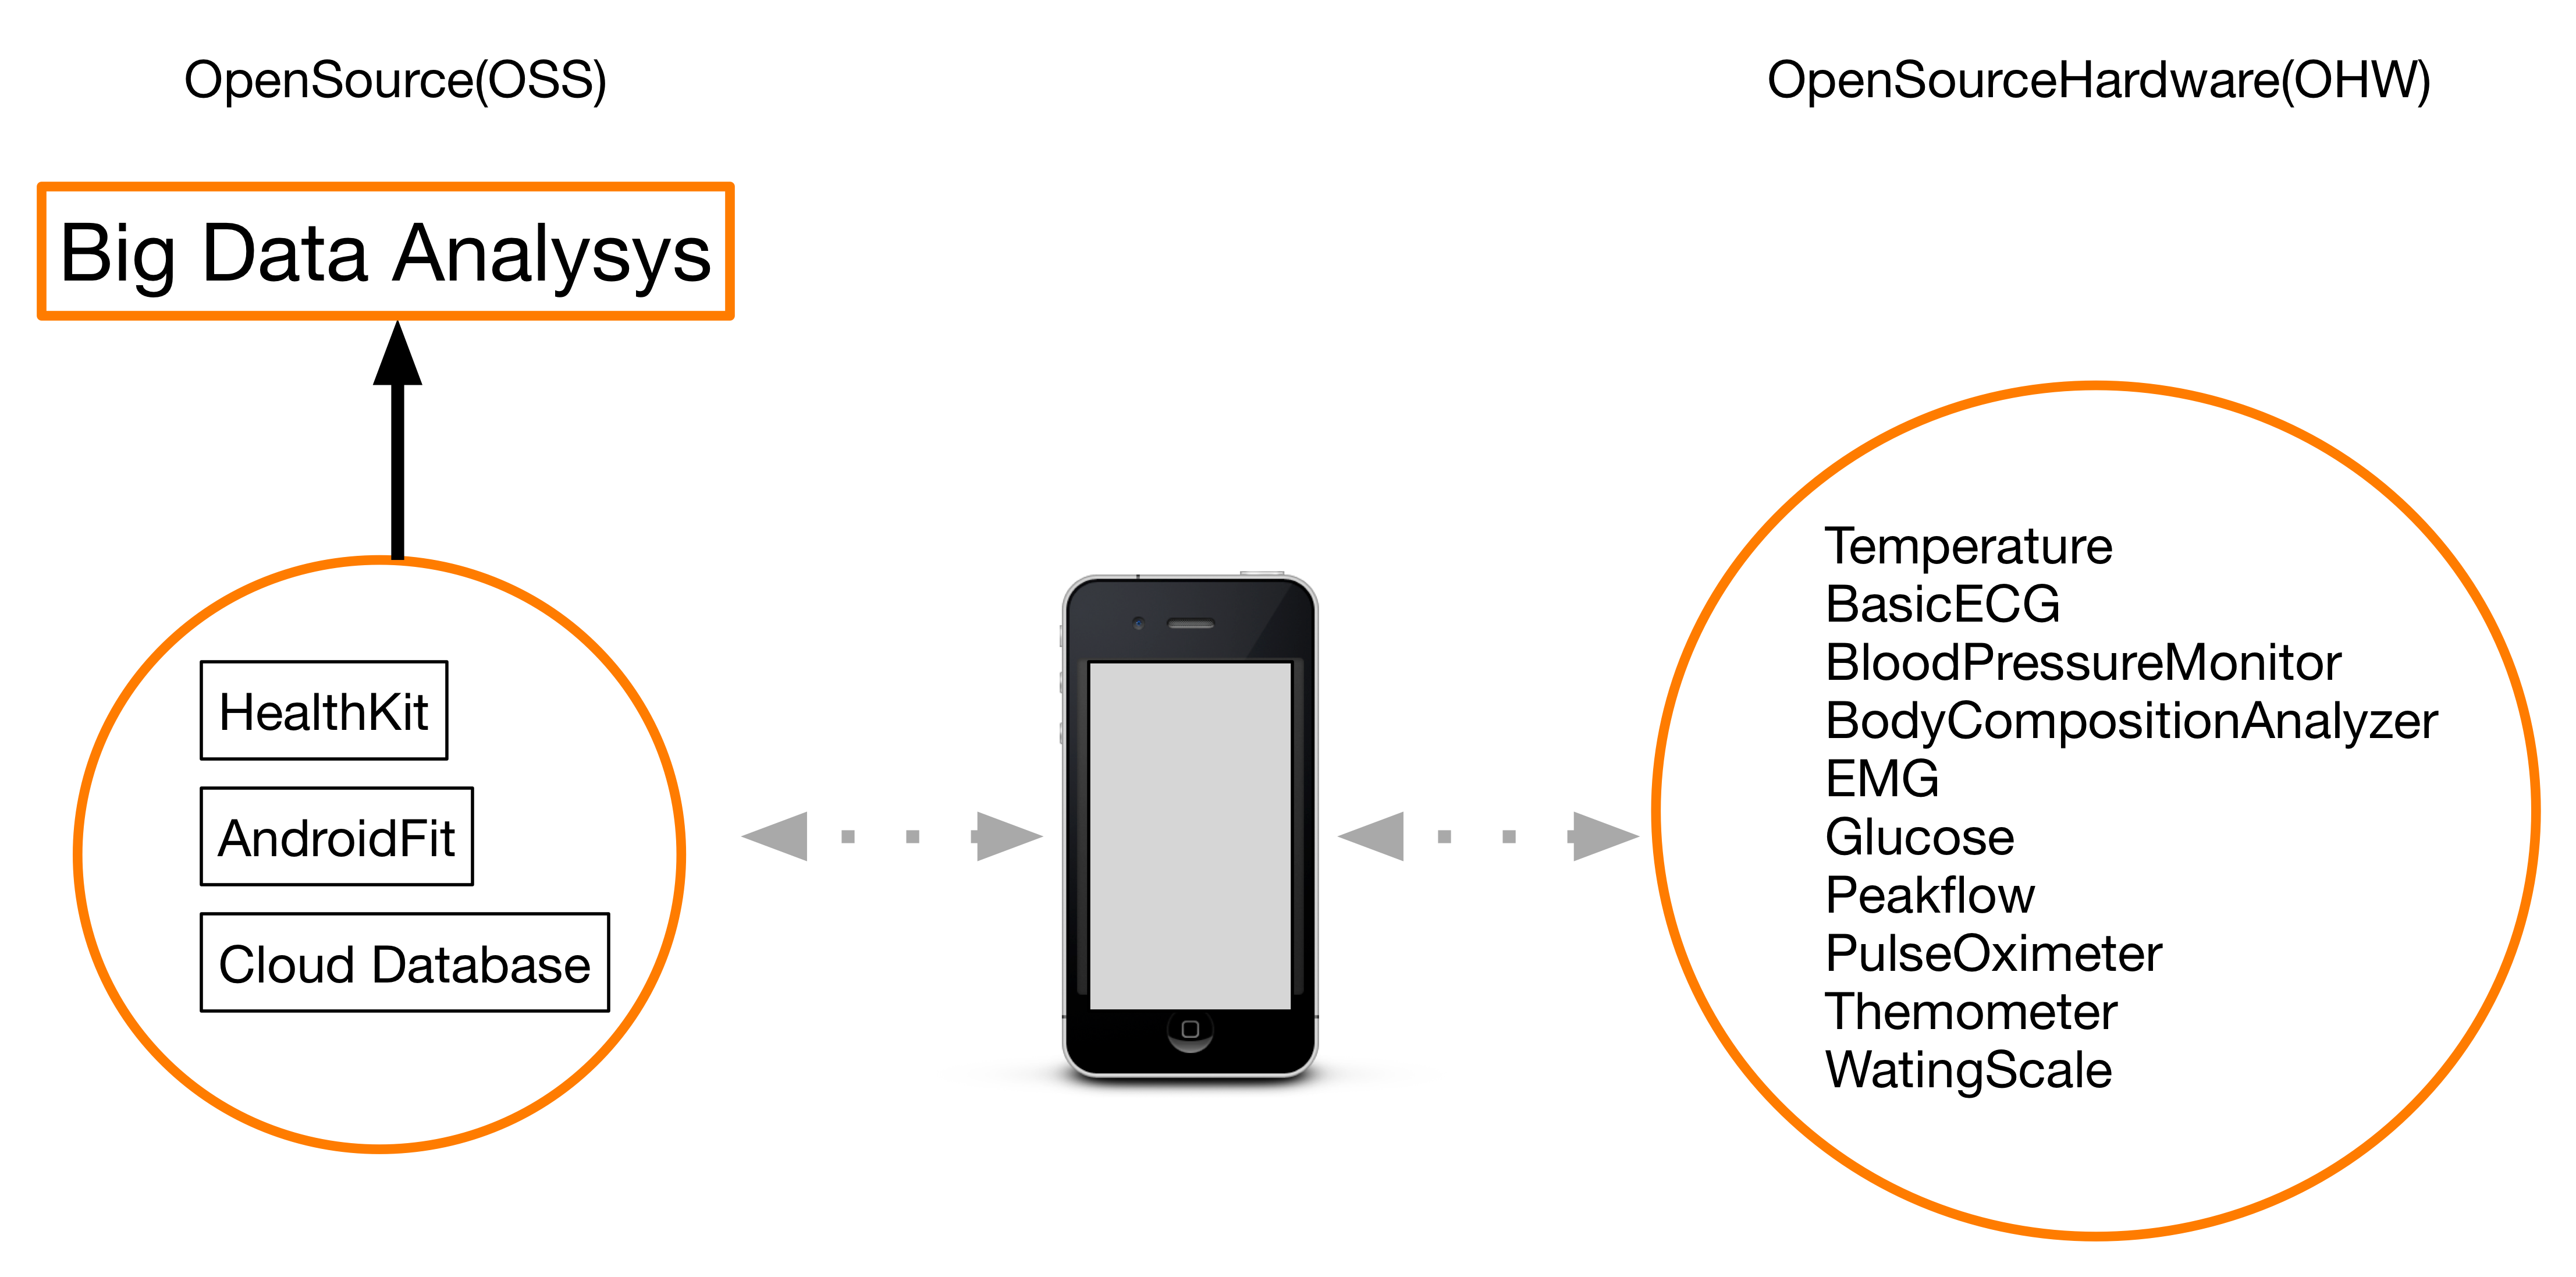 OpenSource(OSS)
OpenSourceHardware(OHW)
Big Data Analysys
HealthKit
AndroidFit
Cloud Database
Temperature
BasicECG
BloodPressureMonitor
BodyCompositionAnalyzer
EMG
Glucose
Peakflow
PulseOximeter
Themometer
WatingScale